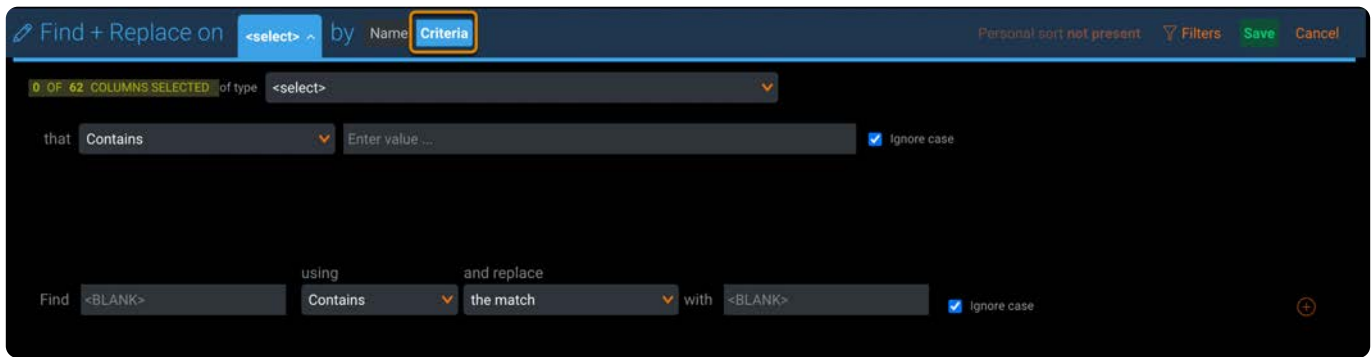 Find + Replace on <select> by Name Criteria Personal sort not present Filters Save Cancel
0 OF 62 COLUMNS SELECTED of type <select>
that Contains Enter value ... Ignore case
using and replace
Find <BLANK> Contains the match with <BLANK> Ignore case